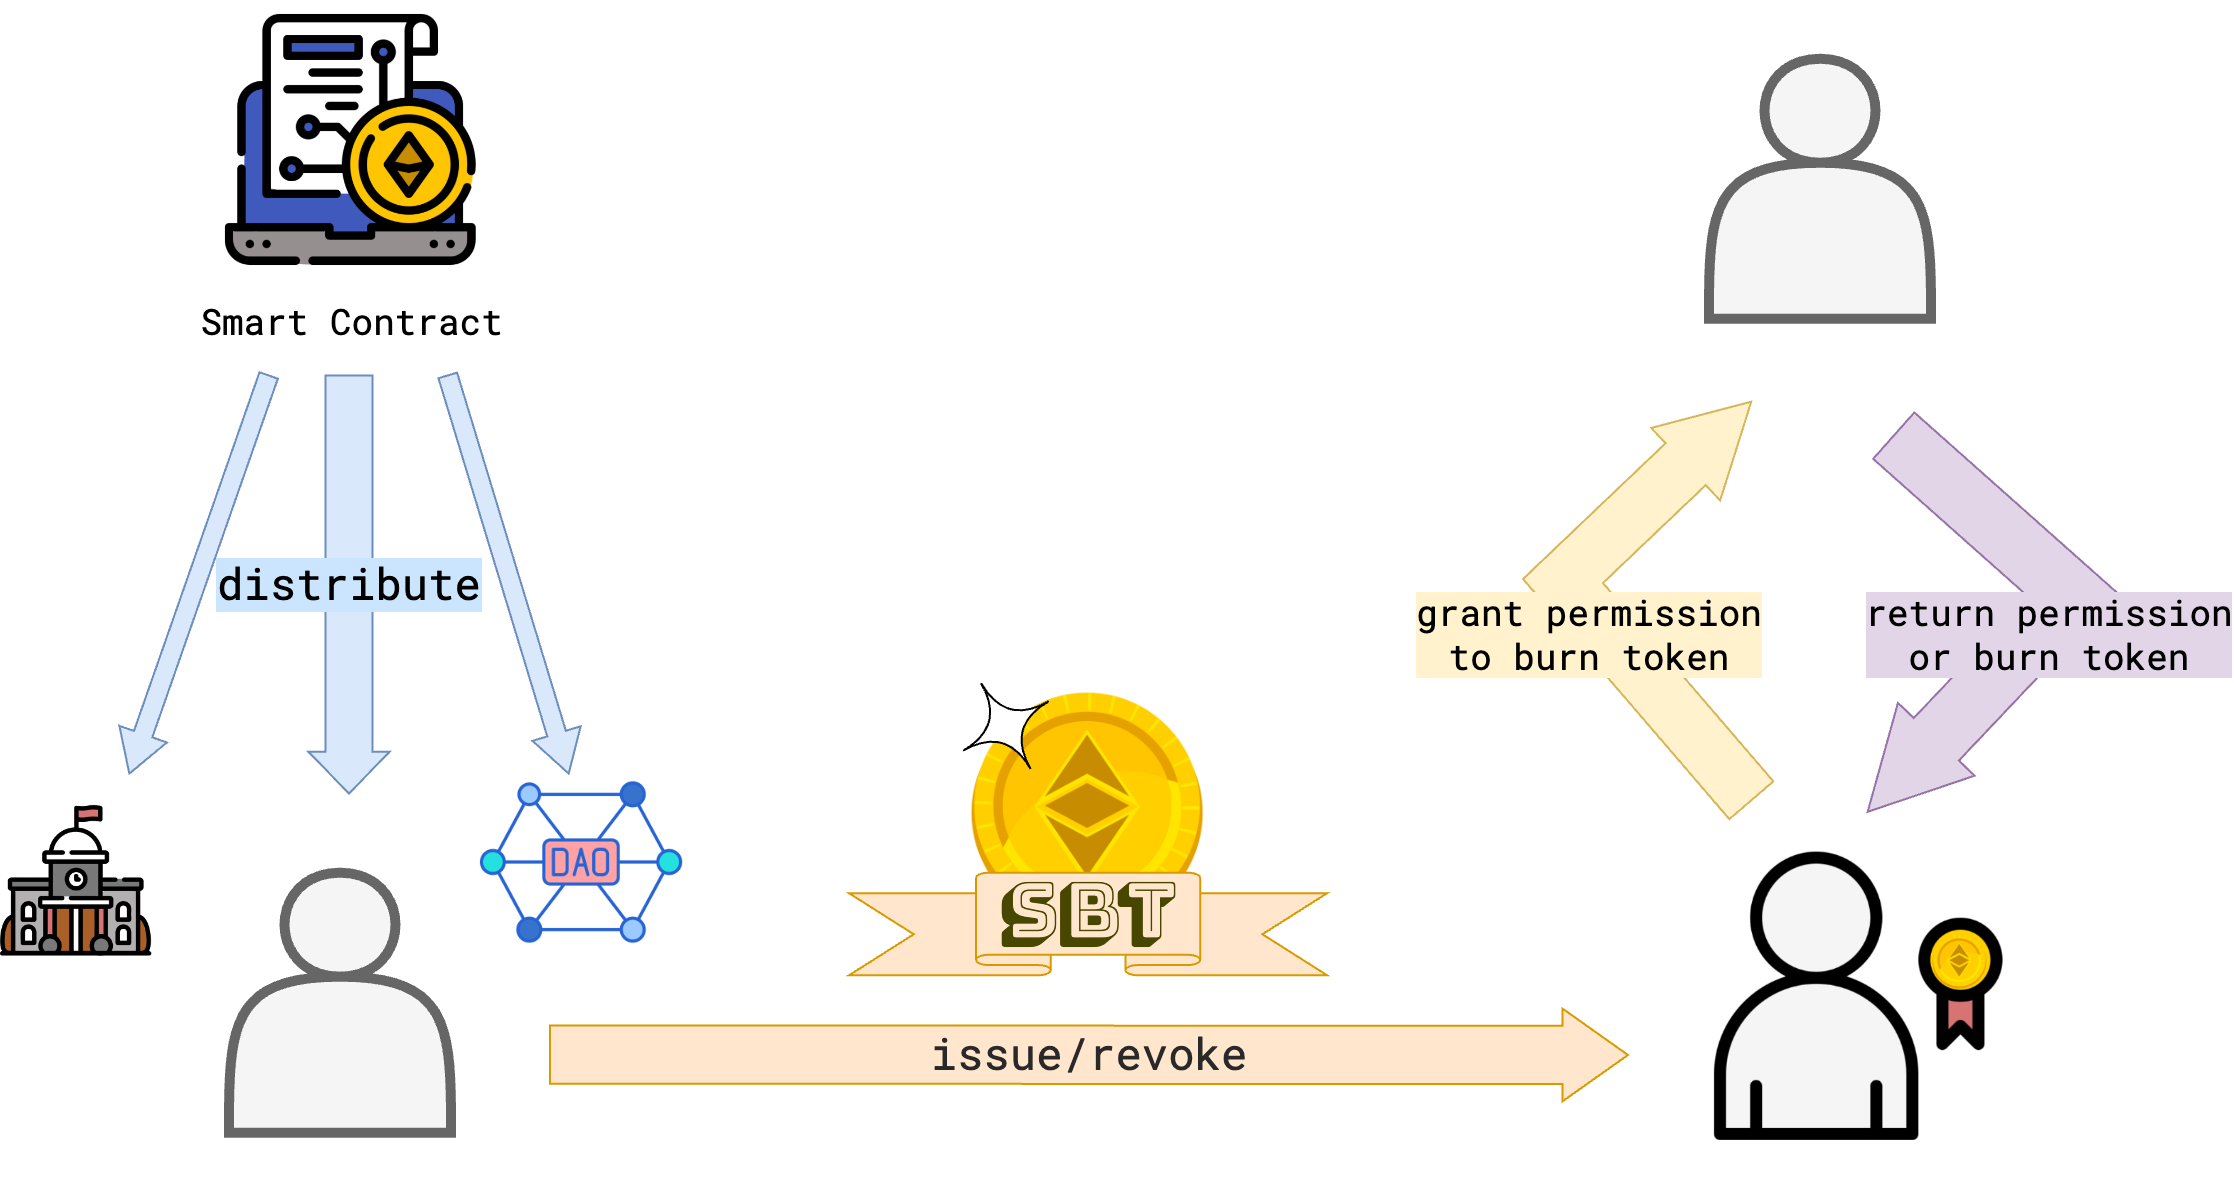 Smart Contract
distribute
grant permission
to burn token
return permission
or burn token
DAO
SBT
issue/revoke